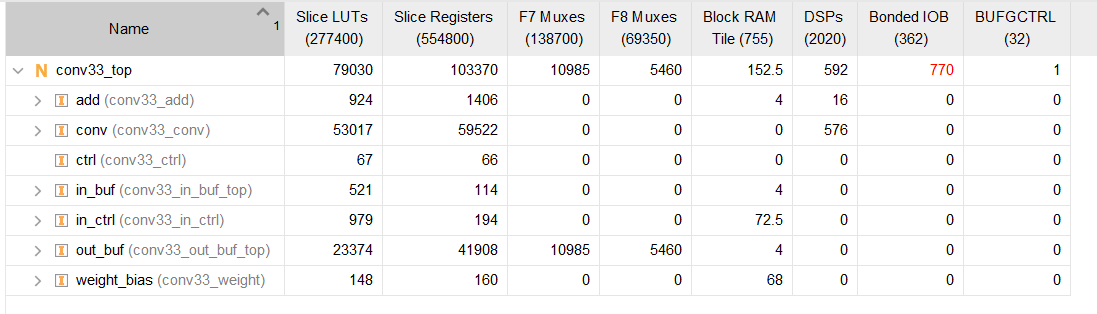 Name 1 Slice LUTs (277400) Slice Registers (554800) F7 Muxes (138700) F8 Muxes (69350) Block RAM Tile (755) DSPs (2020) Bonded IOB (362) BUFGCTRL (32)
N conv33_top 79030 103370 10985 5460 152.5 592 770 1
I add (conv33_add) 924 1406 0 0 4 16 0 0
I conv (conv33_conv) 53017 59522 0 0 0 576 0 0
I ctrl (conv33_ctrl) 67 66 0 0 0 0 0 0
I in_buf (conv33_in_buf_top) 521 114 0 0 4 0 0 0
I in_ctrl (conv33_in_ctrl) 979 194 0 0 72.5 0 0 0
I out_buf (conv33_out_buf_top) 23374 41908 10985 5460 4 0 0 0
I weight_bias (conv33_weight) 148 160 0 0 68 0 0 0